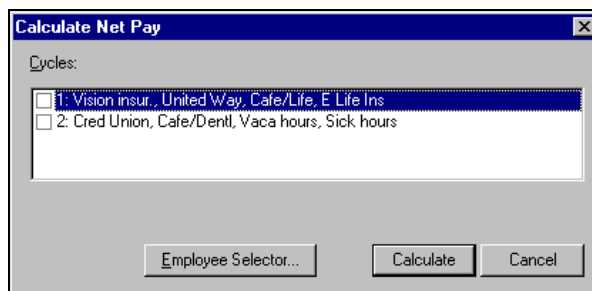 Calculate Net Pay
Cycles:
1: Vision insur., United Way, Cafe/Life, E Life Ins
2: Cred Union, Cafe/Dentl, Vaca hours, Sick hours
Employee Selector... Calculate Cancel